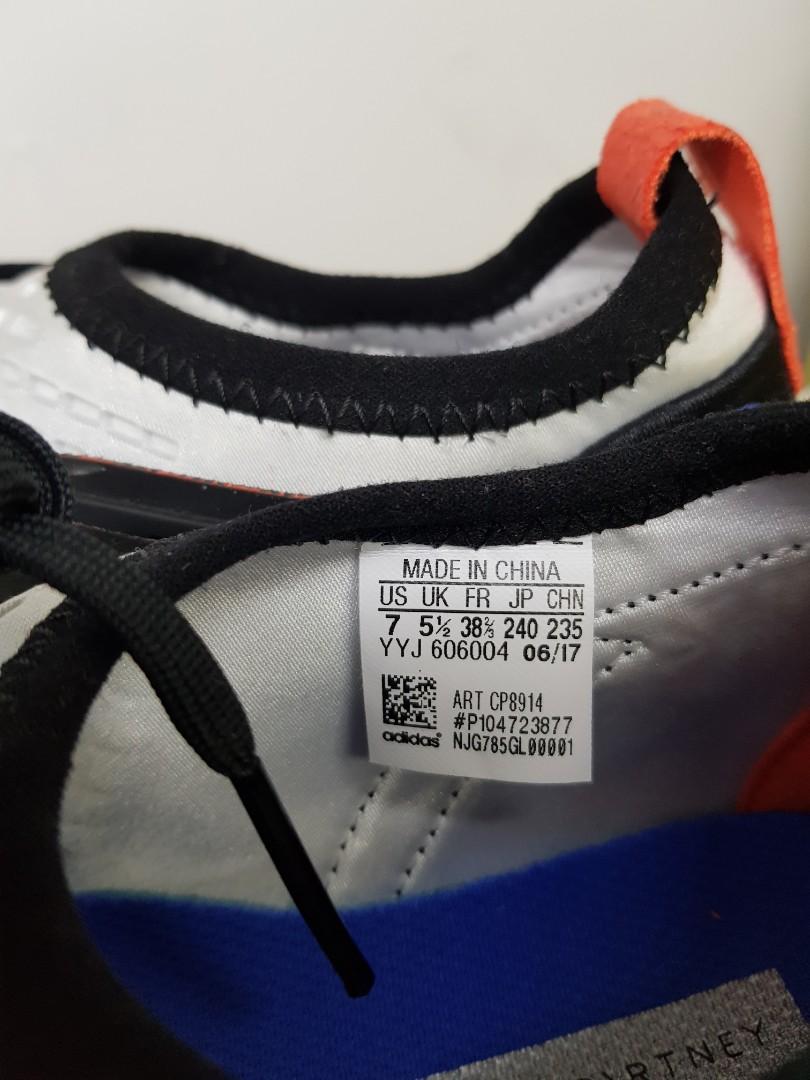 MADE IN CHINA
US UK FR JP CHN
7 5½ 38⅔ 240 235
YYJ 606004 06/17
ART CP8914
#P104723877
adidas® NJG785GL00001